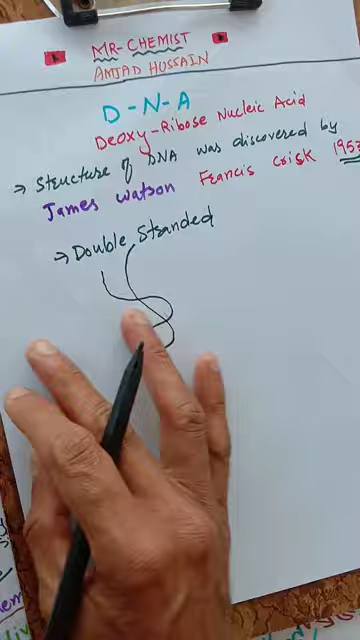 MR-CHEMIST
AMJAD HUSSAIN
D-N-A
Deoxy-Ribose Nucleic Acid
→ Structure of DNA was discovered by
James watson Francis Crisk 1953
→ Double Stranded